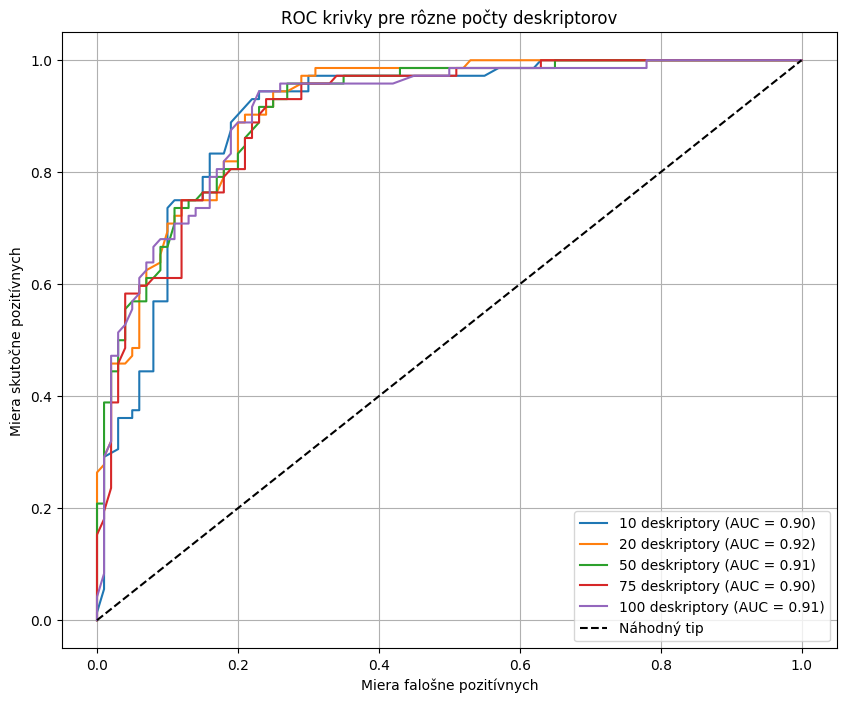 ROC krivky pre rôzne počty deskriptorov
Miera skutočne pozitívnych
1.0
0.8
0.6
0.4
0.2
0.0
0.0 0.2 0.4 0.6 0.8 1.0
Miera falošne pozitívnych
10 deskriptory (AUC = 0.90)
20 deskriptory (AUC = 0.92)
50 deskriptory (AUC = 0.91)
75 deskriptory (AUC = 0.90)
100 deskriptory (AUC = 0.91)
Náhodný tip